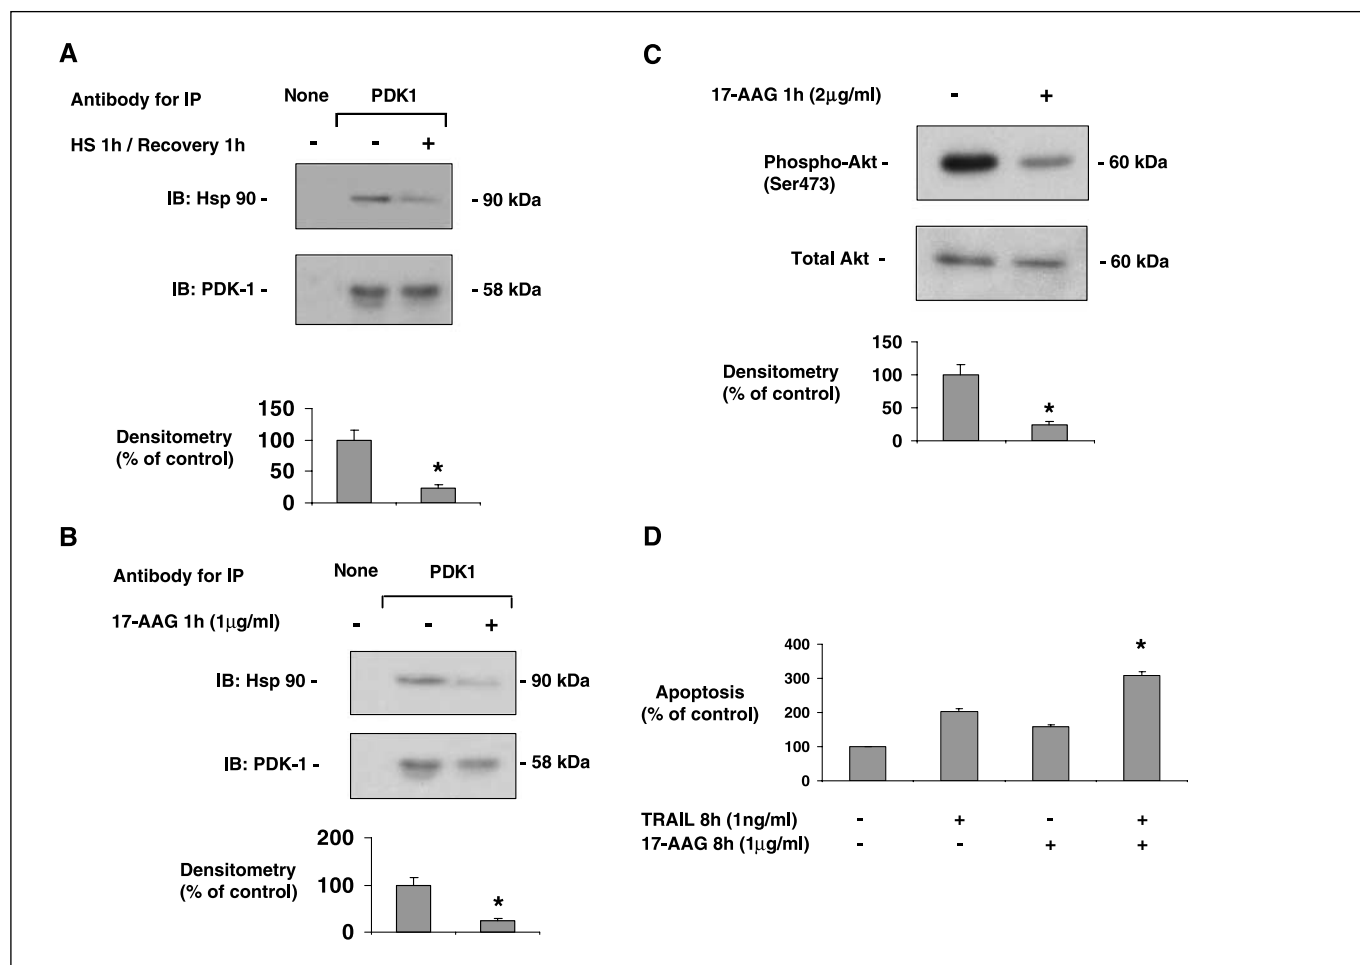 A
Antibody for IP None PDK1
HS 1h / Recovery 1h - - +
IB: Hsp 90 - - 90 kDa
IB: PDK-1 - - 58 kDa
Densitometry
(% of control)
150
100
50
0
*
B
Antibody for IP None PDK1
17-AAG 1h (1µg/ml) - - +
IB: Hsp 90 - - 90 kDa
IB: PDK-1 - - 58 kDa
Densitometry
(% of control)
200
100
0
*
C
17-AAG 1h (2µg/ml) - +
Phospho-Akt - - 60 kDa
(Ser473)
Total Akt - - 60 kDa
Densitometry
(% of control)
150
100
50
0
*
D
Apoptosis
(% of control)
400
300
200
100
0
*
TRAIL 8h (1ng/ml) - + - +
17-AAG 8h (1µg/ml) - - + +